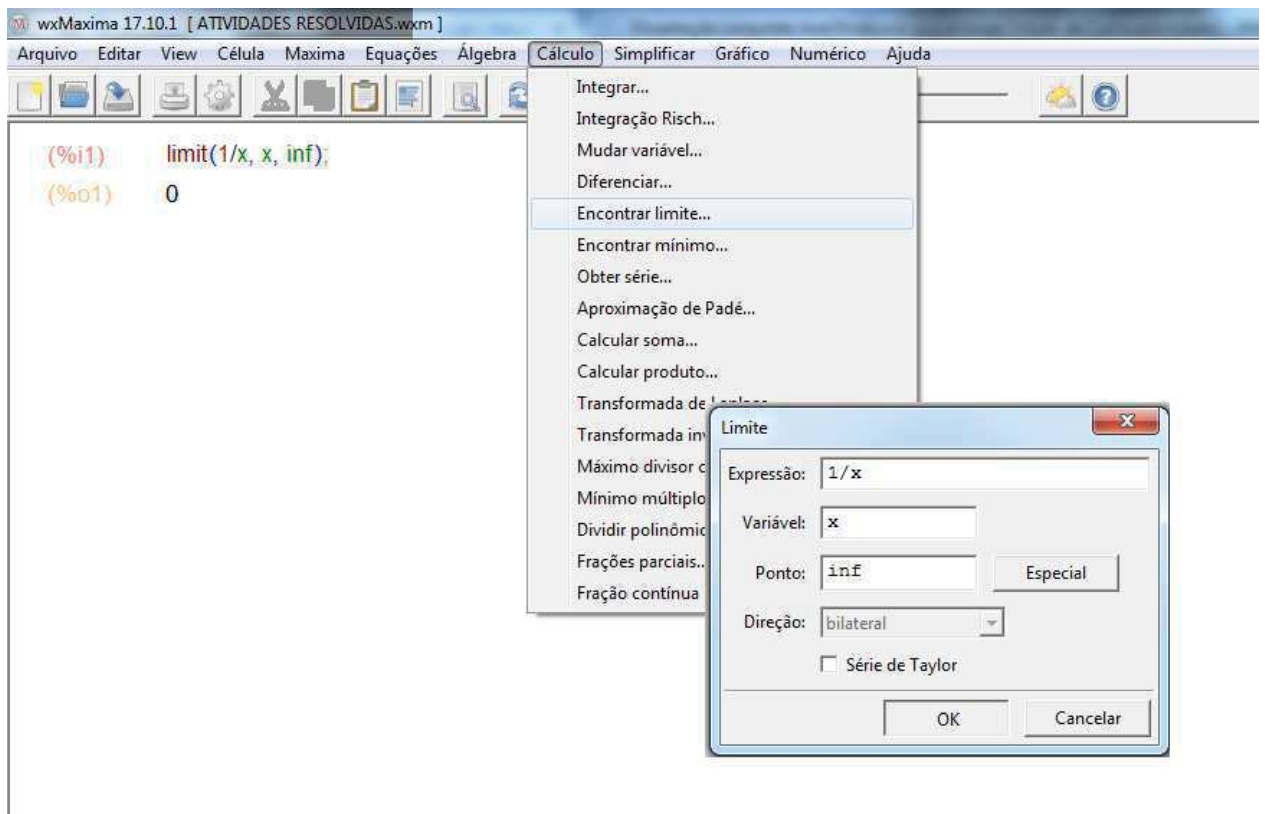 wxMaxima 17.10.1 [ ATIVIDADES RESOLVIDAS.wxm ]
Arquivo Editar View Célula Maxima Equações Álgebra Cálculo Simplificar Gráfico Numérico Ajuda
(%i1) limit(1/x, x, inf);
(%o1) 0
Integrar...
Integração Risch...
Mudar variável...
Diferenciar...
Encontrar limite...
Encontrar mínimo...
Obter série...
Aproximação de Padé...
Calcular soma...
Calcular produto...
Transformada de
Transformada
Máximo divisor
Mínimo múltiplo
Dividir
Frações parciais..
Fração contínua
Limite
Expressão: 1/x
Variável: x
Ponto: inf Especial
Direção: bilateral
Série de Taylor
OK Cancelar